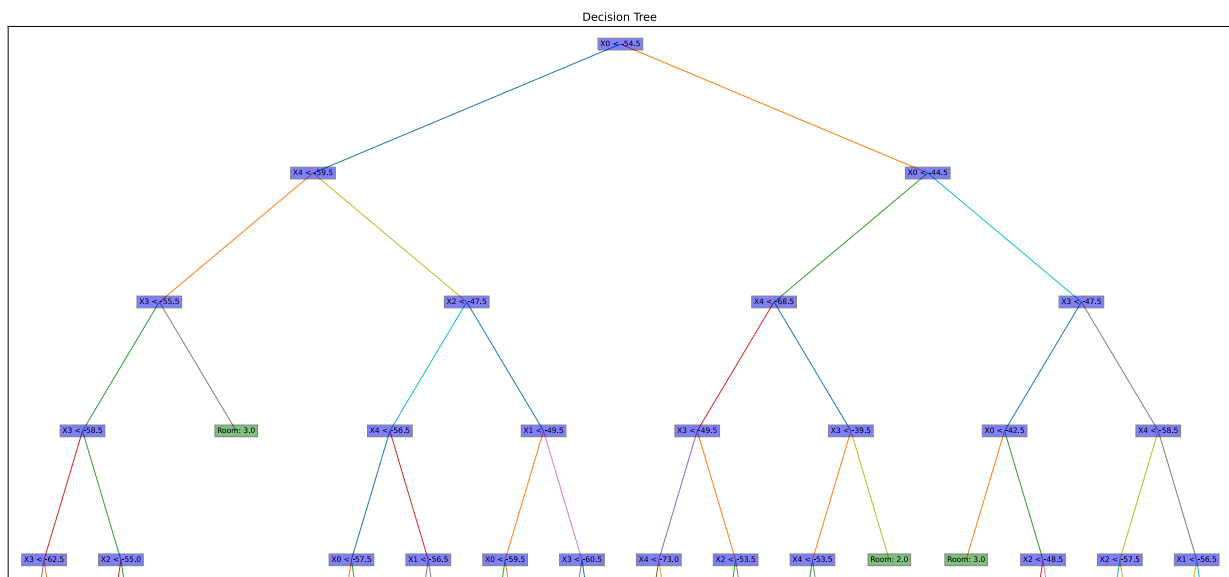 Decision Tree
X0 < -54.5
X4 < -59.5
X0 < -44.5
X3 < -55.5
X2 < -47.5
X4 < -68.5
X3 < -47.5
X3 < -58.5
Room: 3.0
X4 < -56.5
X1 < -49.5
X3 < -49.5
X3 < -39.5
X0 < -42.5
X4 < -58.5
X3 < -62.5
X2 < -55.0
X0 < -57.5
X1 < -56.5
X0 < -59.5
X3 < -60.5
X4 < -73.0
X2 < -53.5
X4 < -53.5
Room: 2.0
Room: 3.0
X2 < -48.5
X2 < -57.5
X1 < -56.5